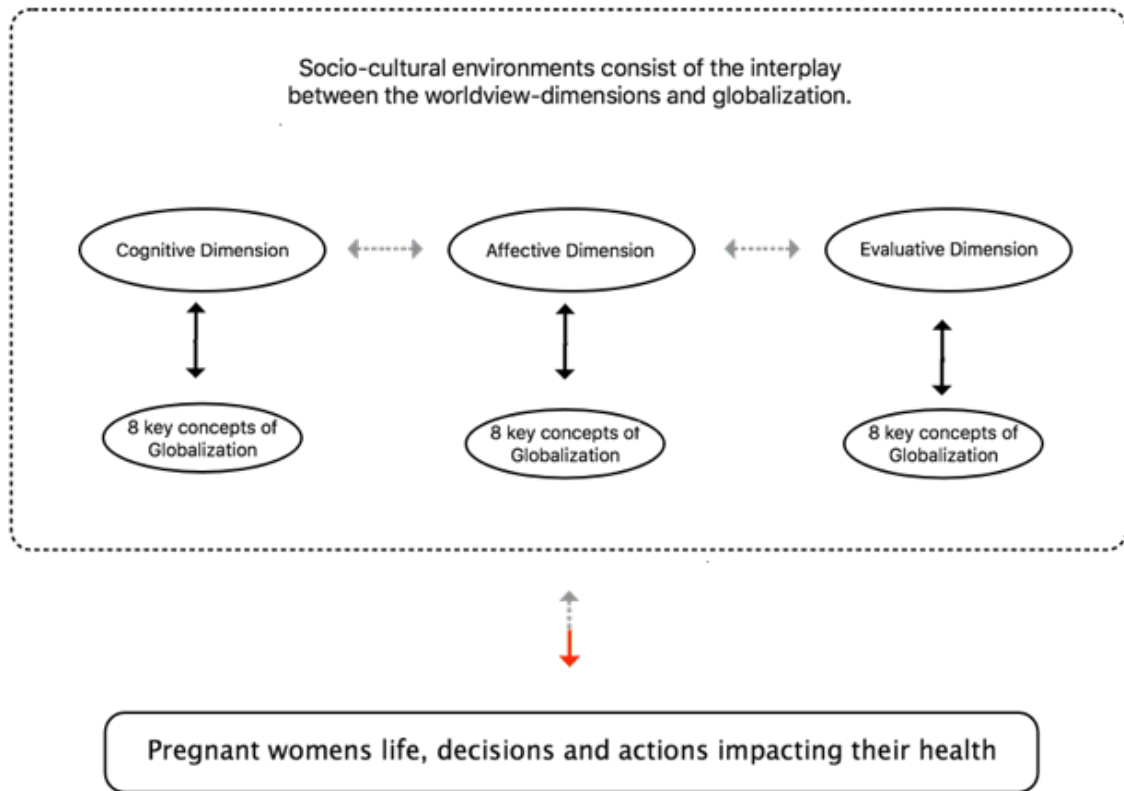 Socio-cultural environments consist of the interplay
between the worldview-dimensions and globalization.
Cognitive Dimension
Affective Dimension
Evaluative Dimension
8 key concepts of
Globalization
8 key concepts of
Globalization
8 key concepts of
Globalization
Pregnant womens life, decisions and actions impacting their health